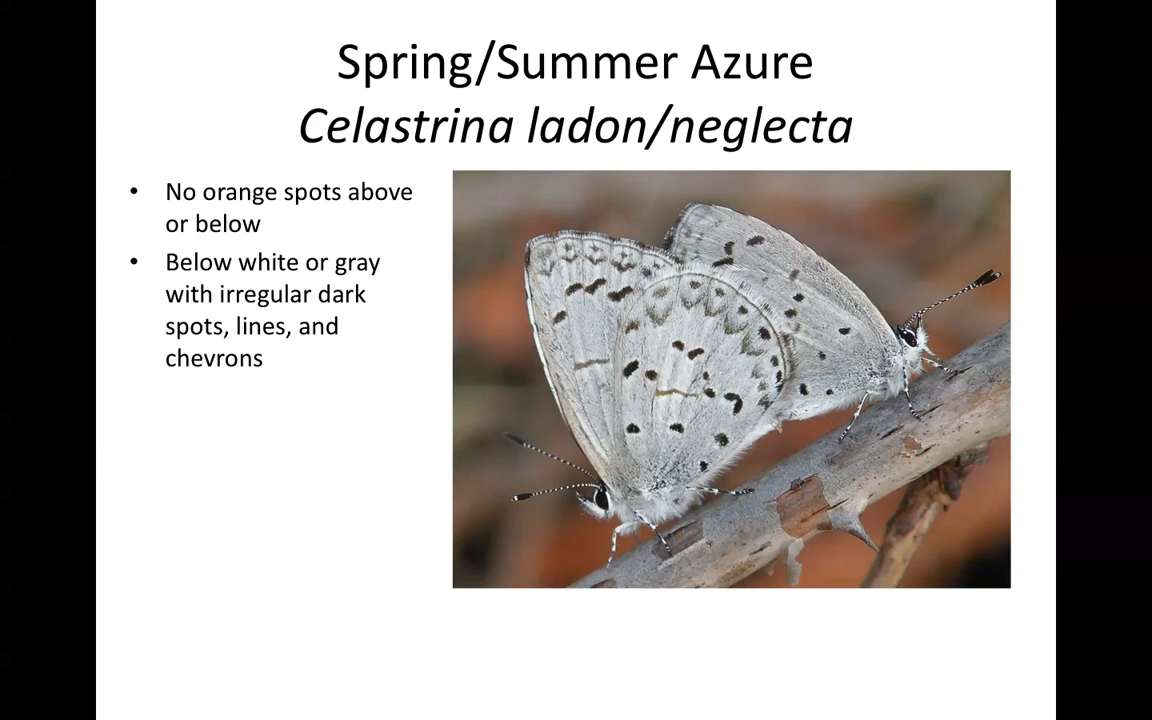 Spring/Summer Azure
Celastrina ladon/neglecta
• No orange spots above
or below
• Below white or gray
with irregular dark
spots, lines, and
chevrons